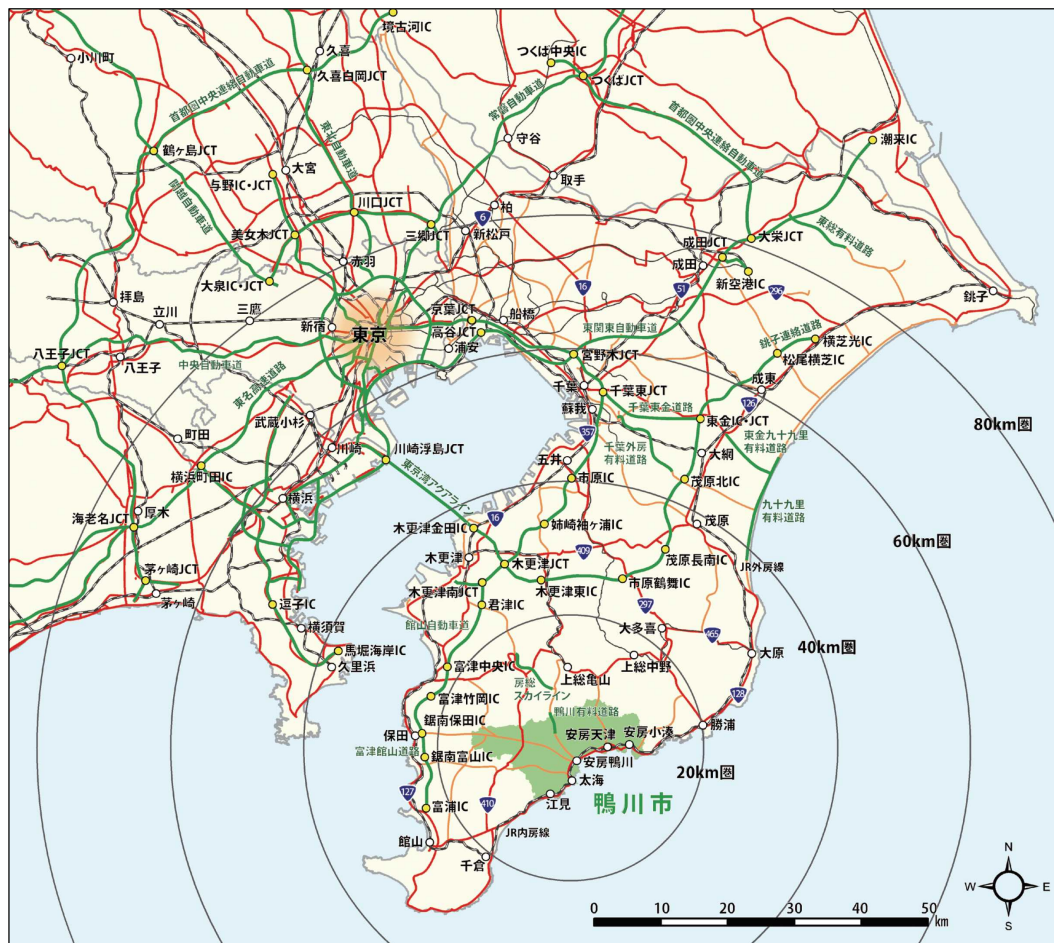 境古河IC
小川町
久喜
久喜白岡JCT
つくば中央IC
つくばJCT
首都圏中央連絡自動車道
常磐自動車道
首都圏中央連絡自動車道
東北自動車道
守谷
潮来IC
鶴ヶ島JCT
与野IC・JCT
大宮
取手
関越自動車道
川口JCT
柏
6
美女木JCT
三郷JCT
新松戸
成田JCT
大栄JCT
東総有料道路
赤羽
成田
大泉IC・JCT
新空港IC
16
51
296
銚子
拝島
立川
三鷹
新宿
東京
京葉JCT
船橋
高谷JCT
浦安
東関東自動車道
銚子連絡道路
横芝光IC
八王子JCT
八王子
中央自動車道
東名高速道路
宮野木JCT
松尾横芝IC
千葉
千葉東JCT
成東
蘇我
千葉東金道路
126
東金IC・JCT
80km圏
武蔵小杉
357
千葉外房
有料道路
東金九十九里
有料道路
町田
川崎
川崎浮島JCT
大網
横浜町田IC
東京湾アクアライン
五井
市原IC
茂原北IC
横浜
九十九里
有料道路
厚木
海老名JCT
16
木更津金田IC
姉崎袖ヶ浦IC
茂原
60km圏
木更津
409
茂原長南IC
JR外房線
茅ヶ崎JCT
木更津JCT
木更津南JCT
木更津東IC
市原鶴舞IC
茅ヶ崎
逗子IC
君津IC
297
館山自動車道
大多喜
465
横須賀
馬堀海岸IC
久里浜
富津中央IC
上総亀山
上総中野
大原
40km圏
房総
スカイライン
富津竹岡IC
128
鴨川有料道路
鋸南保田IC
勝浦
保田
安房天津
安房小湊
富津館山道路
鋸南富山IC
安房鴨川
20km圏
太海
127
富浦IC
410
江見
鴨川市
館山
JR内房線
千倉
N
W
E
S
0
10
20
30
40
50
km